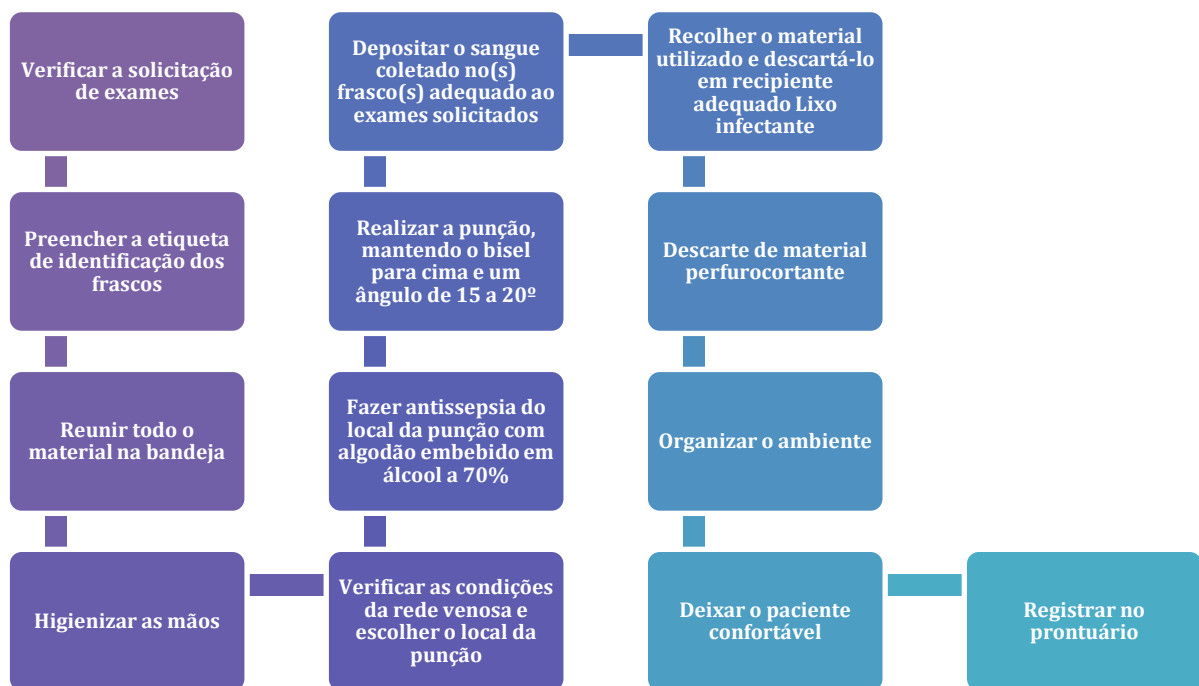 Verificar a solicitação
de exames
Preencher a etiqueta
de identificação dos
frascos
Reunir todo o
material na bandeja
Higienizar as mãos
Verificar as condições
da rede venosa e
escolher o local da
punção
Fazer antissepsia do
local da punção com
algodão embebido em
álcool a 70%
Realizar a punção,
mantendo o bisel
para cima e um
ângulo de 15 a 20º
Depositar o sangue
coletado no(s)
frasco(s) adequado ao
exames solicitados
Recolher o material
utilizado e descartá-lo
em recipiente
adequado Lixo
infectante
Descarte de material
perfurocortante
Organizar o ambiente
Deixar o paciente
confortável
Registrar no
prontuário